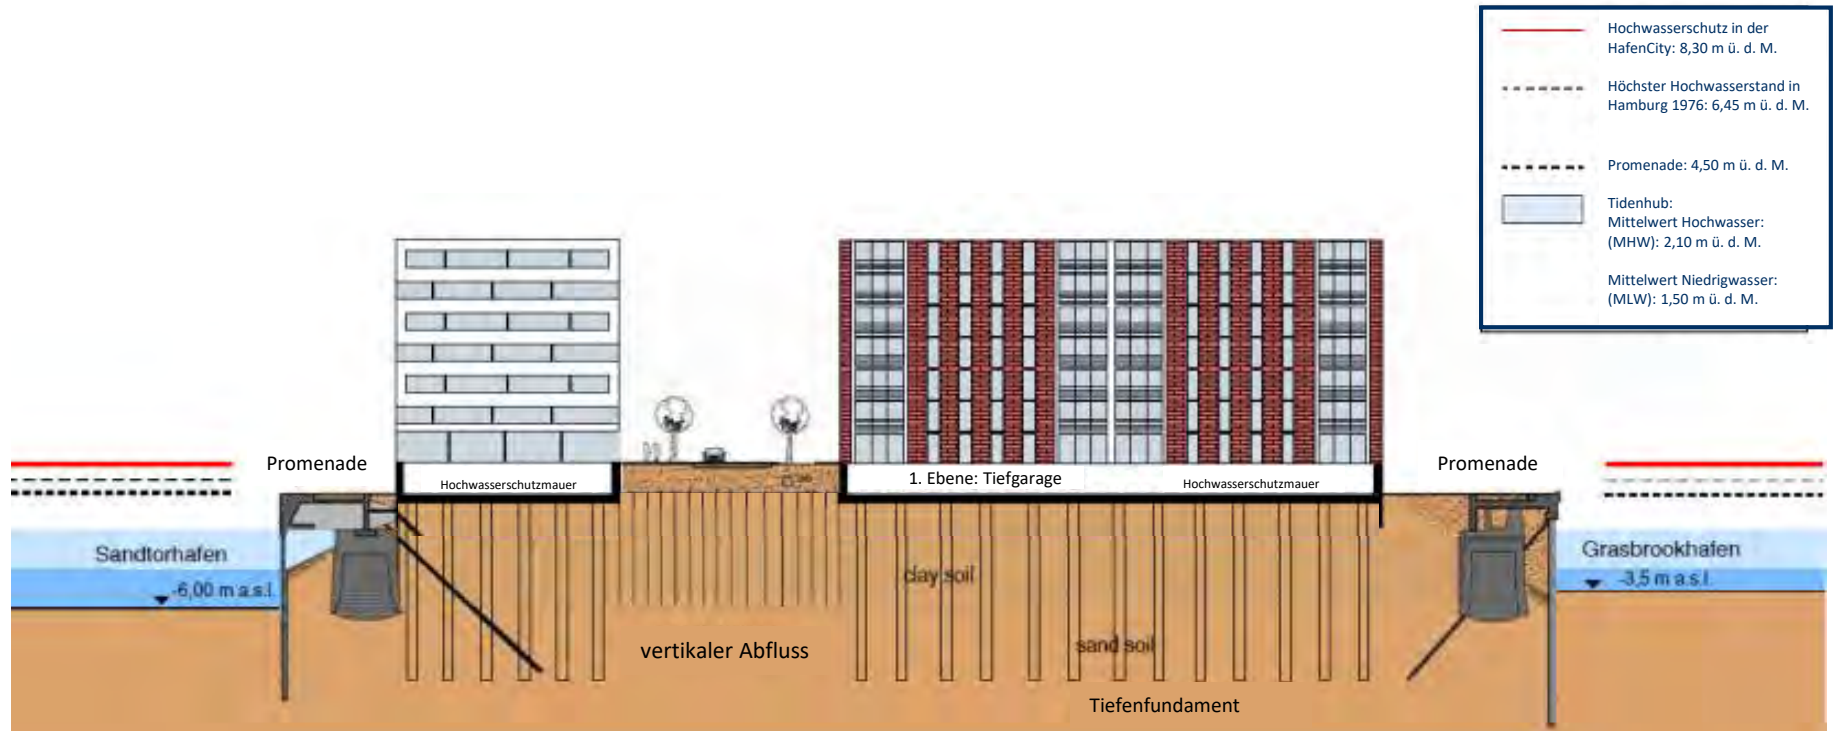 Hochwasserschutz in der
HafenCity: 8,30 m ü. d. M.
Höchster Hochwasserstand in
Hamburg 1976: 6,45 m ü. d. M.
Promenade: 4,50 m ü. d. M.
Tidenhub:
Mittelwert Hochwasser:
(MHW): 2,10 m ü. d. M.
Mittelwert Niedrigwasser:
(MLW): 1,50 m ü. d. M.
Promenade
Promenade
Hochwasserschutzmauer
1. Ebene: Tiefgarage
Hochwasserschutzmauer
Sandtorhafen
-6,00 m a.s.l.
Grasbrookhafen
-3,5 m a.s.l.
clay soil
sand soil
vertikaler Abfluss
Tiefenfundament